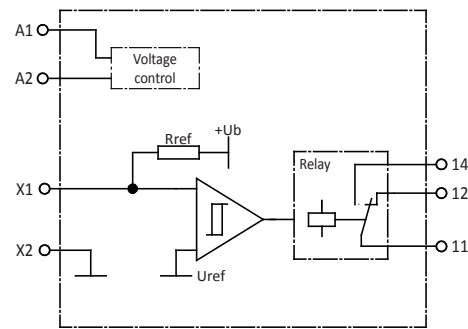 A1
A2
Voltage
control
Rref
+Ub
Relay
14
12
11
X1
X2
Uref